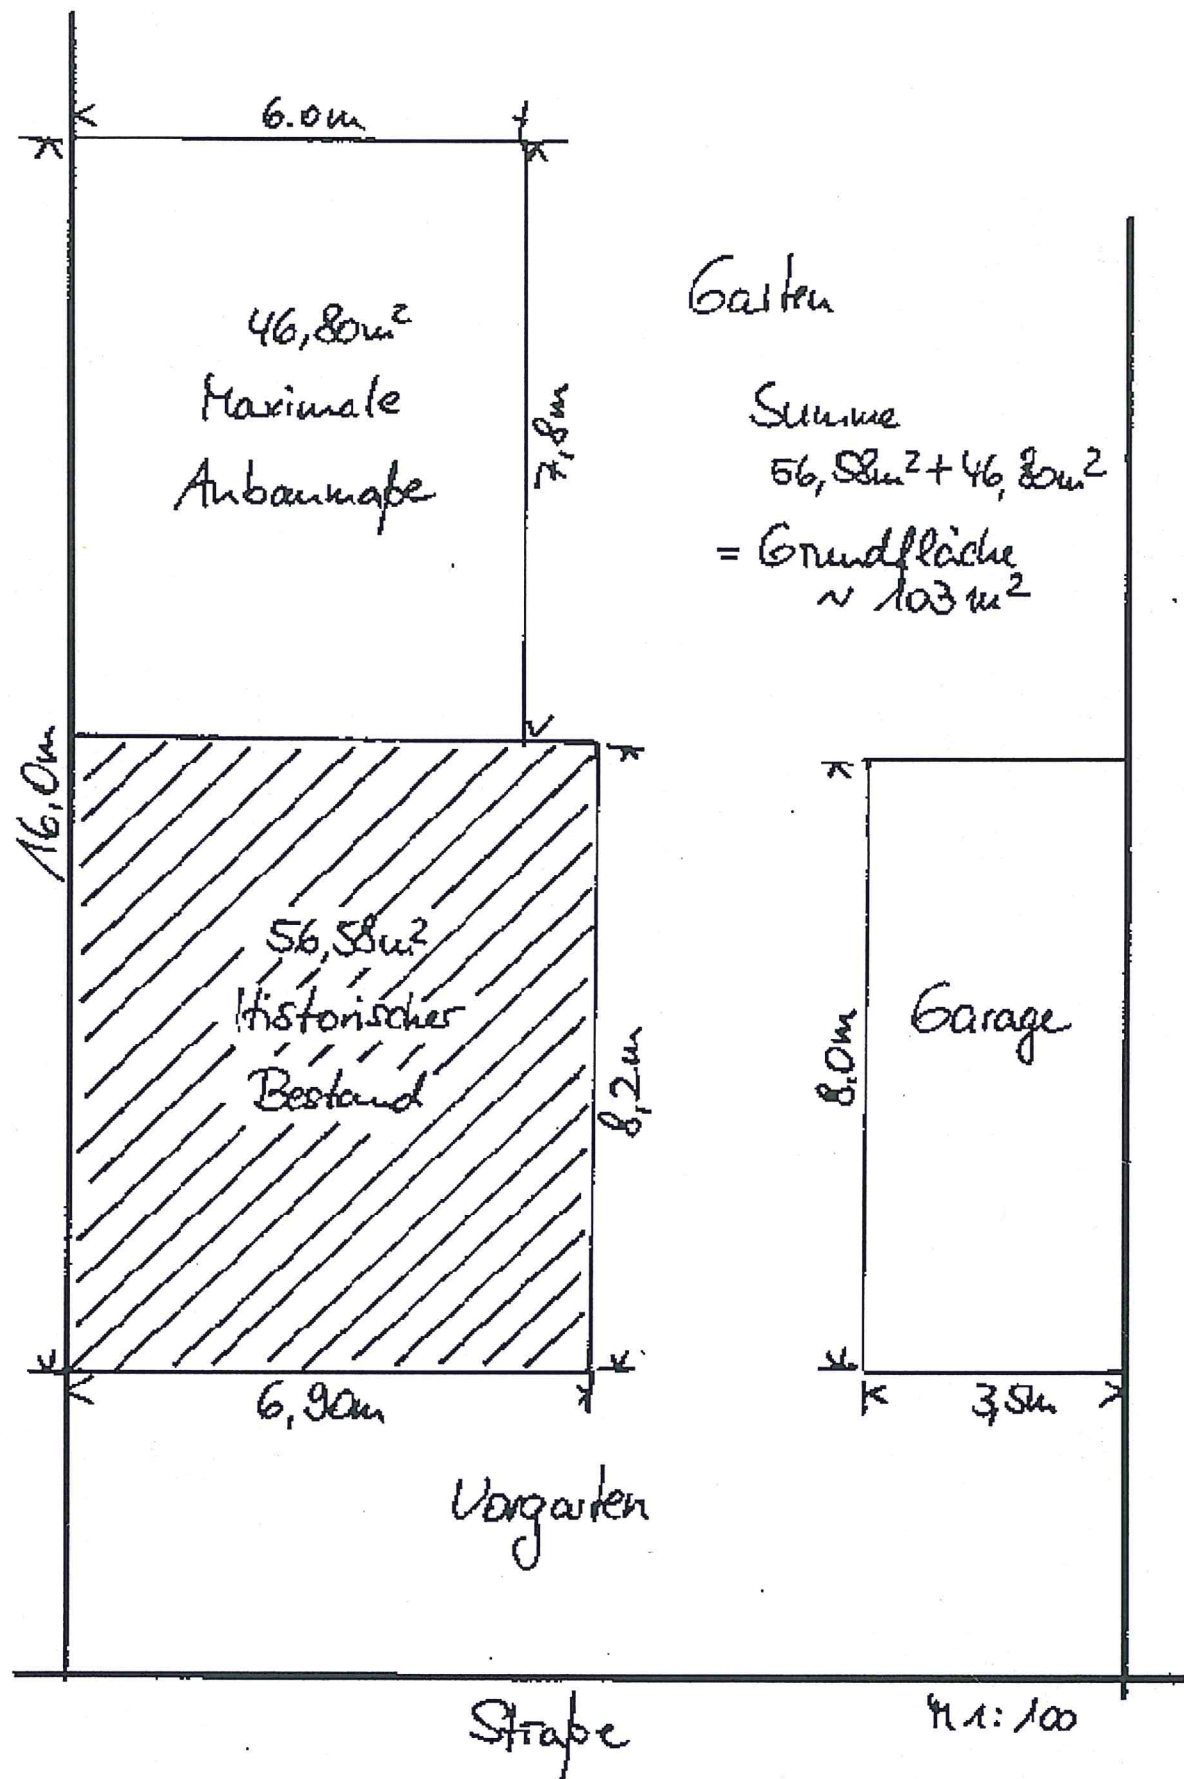 6.0m
46,80m²
Maximale
Anbaumaße
7,8m
Garten
Summe
56,58m² + 46,80m²
= Grundfläche
~ 103 m²
16,0m
56,58m²
Historischer
Bestand
8,2m
8.0m
Garage
6,90m
3,5m
Vorgarten
Straße
M 1:100